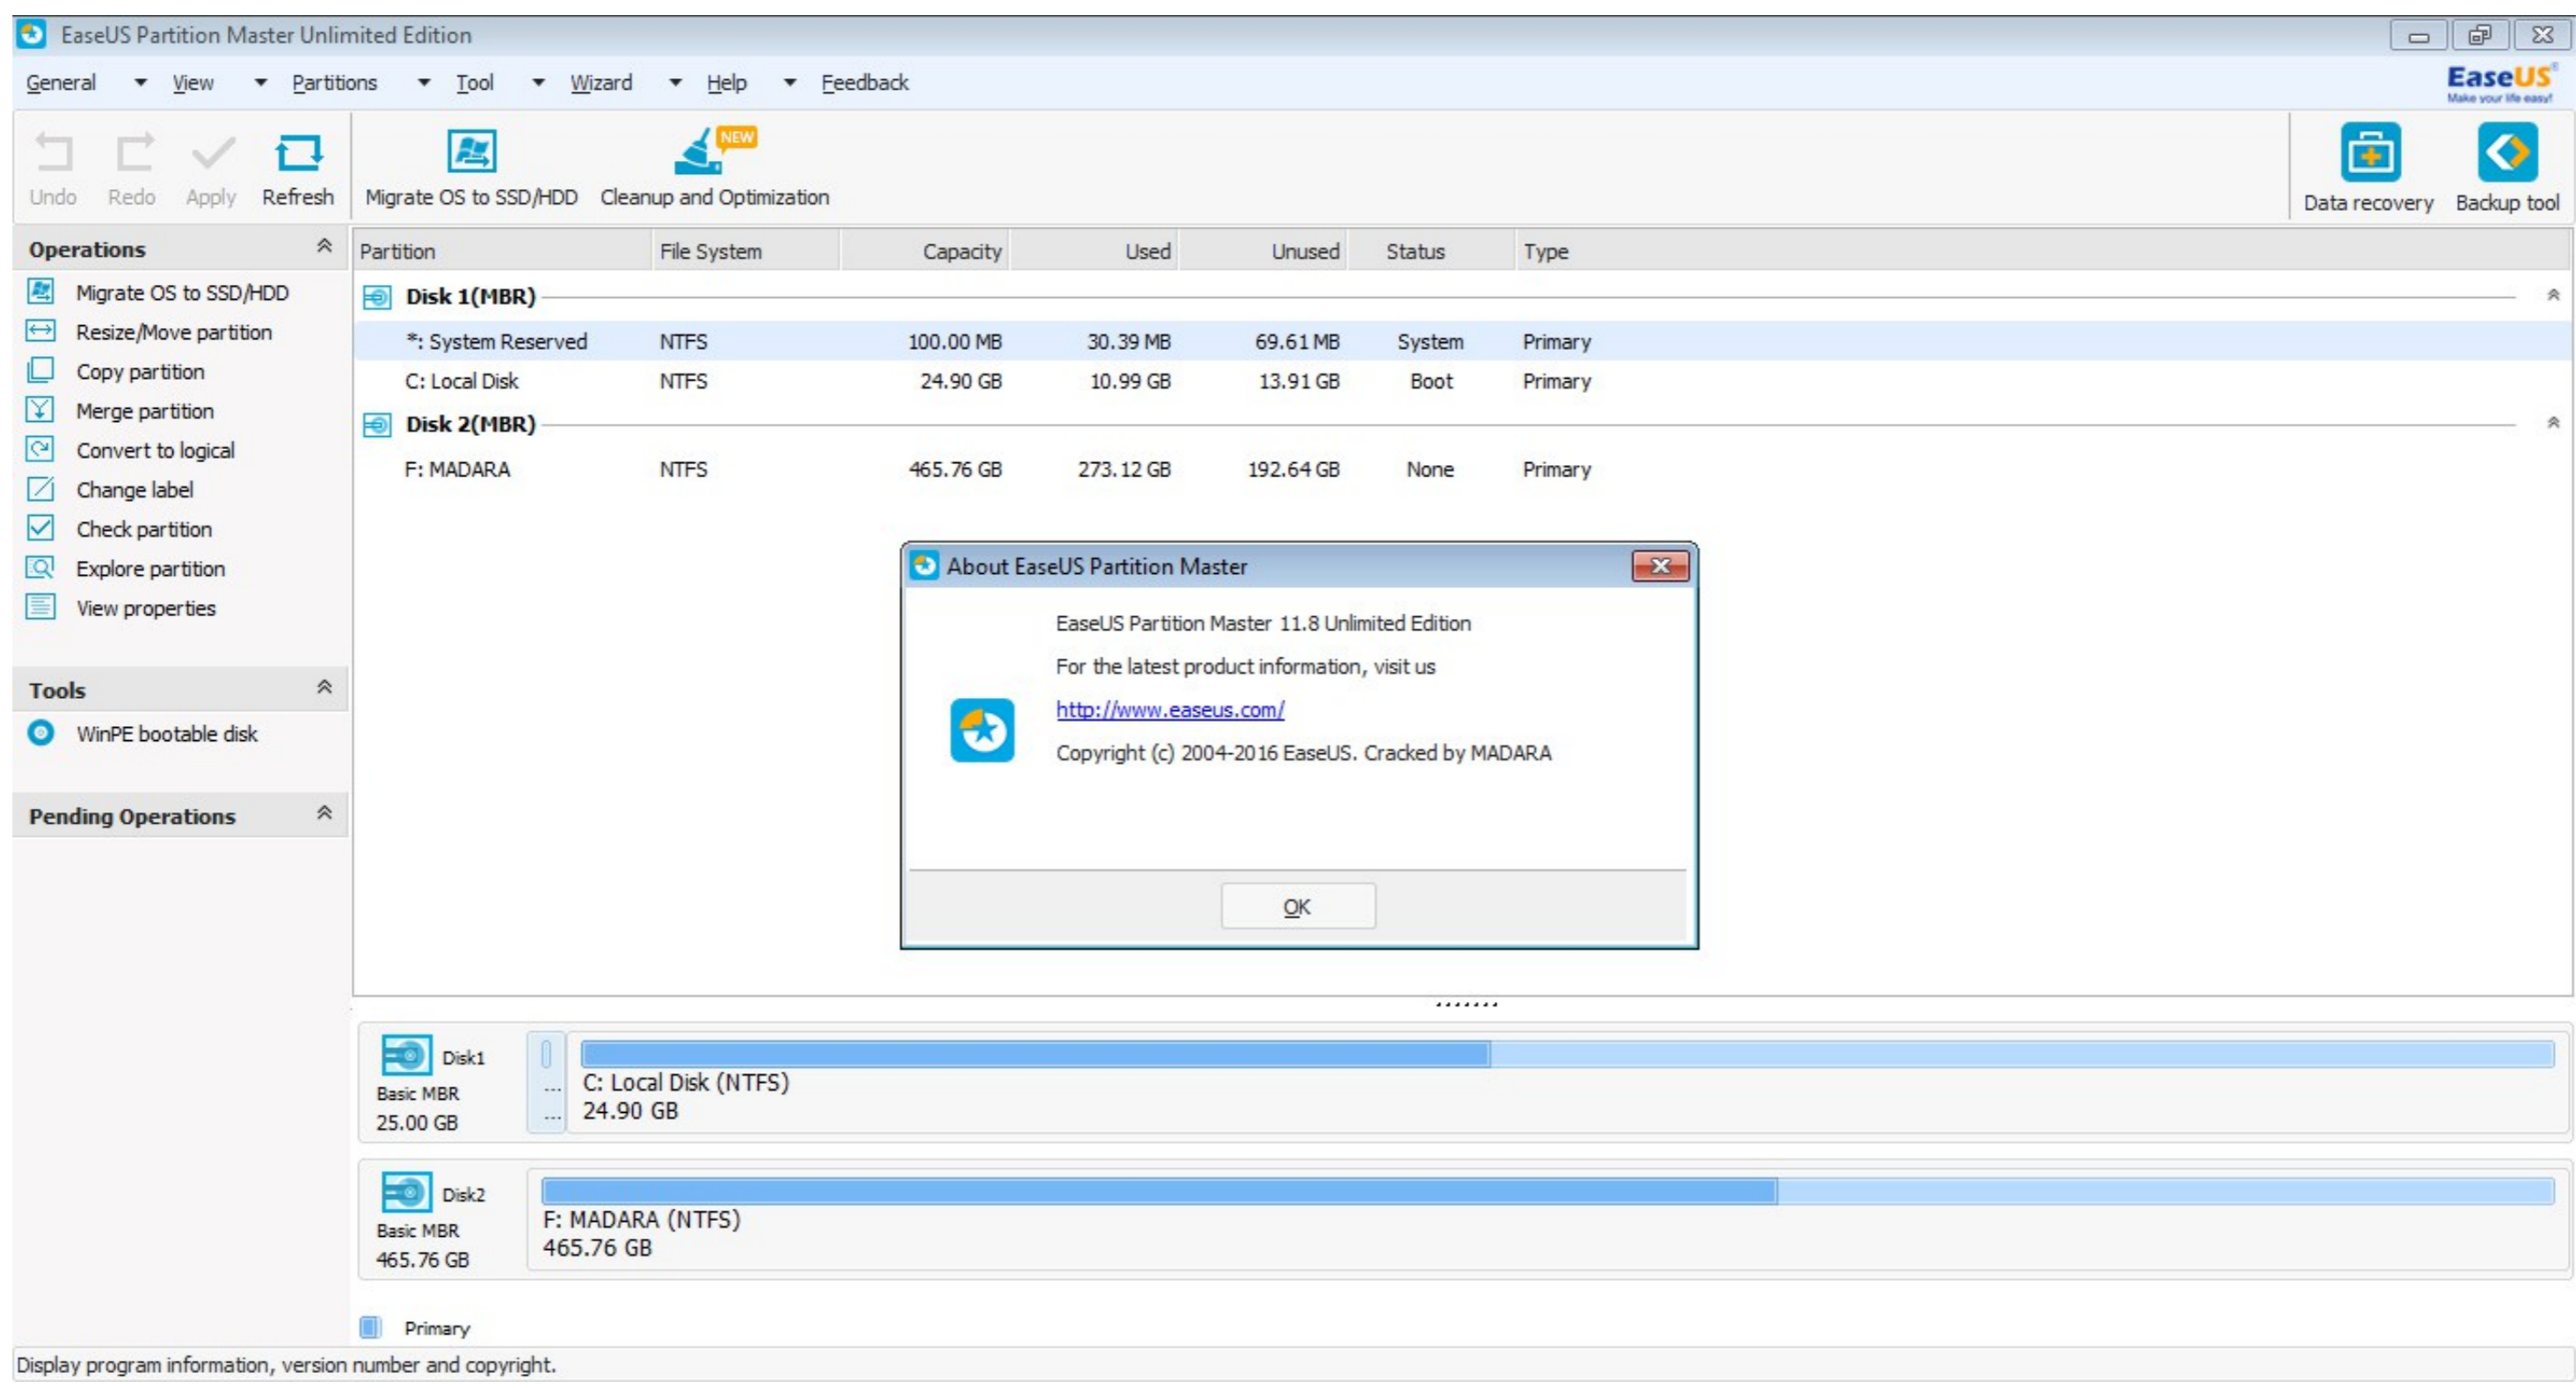 EaseUS Partition Master Unlimited Edition
General View Partitions Tool Wizard Help Feedback
EaseUS®
Make your life easy!
Undo Redo Apply Refresh Migrate OS to SSD/HDD Cleanup and Optimization Data recovery Backup tool
NEW
Operations
Migrate OS to SSD/HDD
Resize/Move partition
Copy partition
Merge partition
Convert to logical
Change label
Check partition
Explore partition
View properties
Tools
WinPE bootable disk
Pending Operations
Partition File System Capacity Used Unused Status Type
Disk 1(MBR)
*: System Reserved NTFS 100.00 MB 30.39 MB 69.61 MB System Primary
C: Local Disk NTFS 24.90 GB 10.99 GB 13.91 GB Boot Primary
Disk 2(MBR)
F: MADARA NTFS 465.76 GB 273.12 GB 192.64 GB None Primary
About EaseUS Partition Master
EaseUS Partition Master 11.8 Unlimited Edition
For the latest product information, visit us
http://www.easeus.com/
Copyright (c) 2004-2016 EaseUS. Cracked by MADARA
OK
Disk1
Basic MBR
25.00 GB
...
...
C: Local Disk (NTFS)
24.90 GB
Disk2
Basic MBR
465.76 GB
F: MADARA (NTFS)
465.76 GB
Primary
Display program information, version number and copyright.